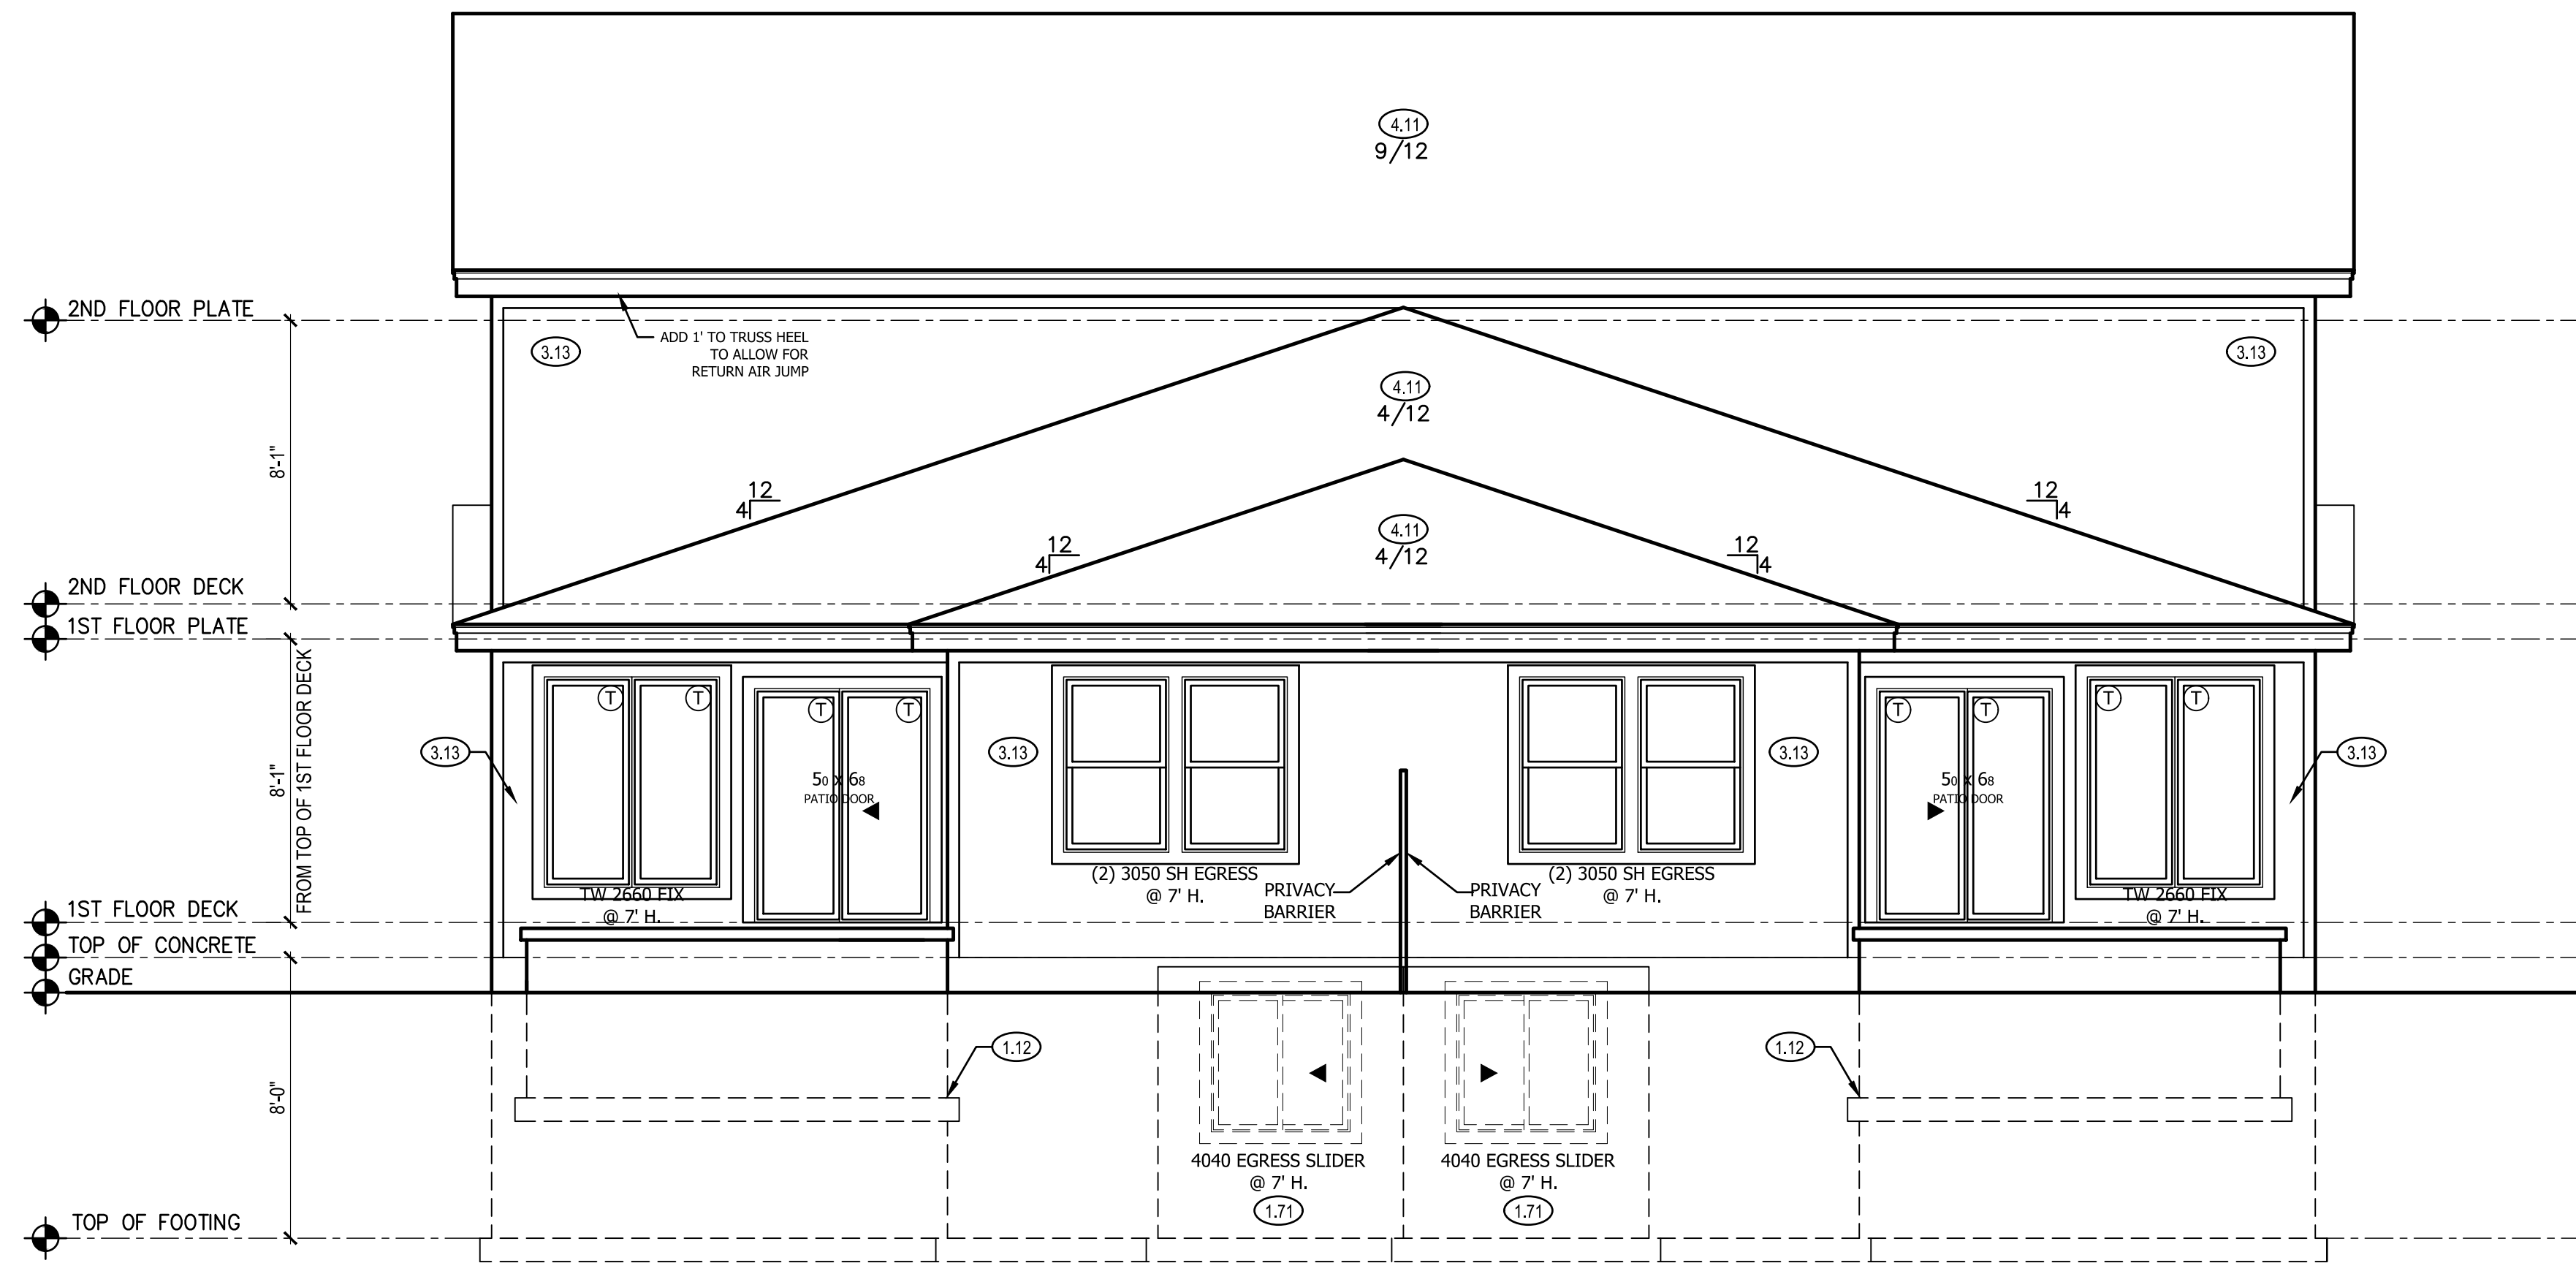 4.11
9/12
2ND FLOOR PLATE
ADD 1' TO TRUSS HEEL
TO ALLOW FOR
RETURN AIR JUMP
3.13
3.13
4.11
4/12
8'-1"
12
4
12
4
4.11
4/12
12
4
12
4
2ND FLOOR DECK
1ST FLOOR PLATE
8'-1"
FROM TOP OF 1ST FLOOR DECK
T
T
T
T
T
T
T
T
3.13
3.13
3.13
3.13
50 x 68
PATIO DOOR
50 x 68
PATIO DOOR
TW 2660 FIX
@ 7' H.
(2) 3050 SH EGRESS
@ 7' H.
PRIVACY
BARRIER
PRIVACY
BARRIER
(2) 3050 SH EGRESS
@ 7' H.
TW 2660 FIX
@ 7' H.
1ST FLOOR DECK
TOP OF CONCRETE
GRADE
8'-0"
1.12
1.12
4040 EGRESS SLIDER
@ 7' H.
1.71
4040 EGRESS SLIDER
@ 7' H.
1.71
TOP OF FOOTING